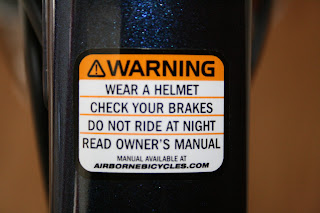 WARNING
WEAR A HELMET
CHECK YOUR BRAKES
DO NOT RIDE AT NIGHT
READ OWNER'S MANUAL
MANUAL AVAILABLE AT
AIRBORNEBICYCLES.COM